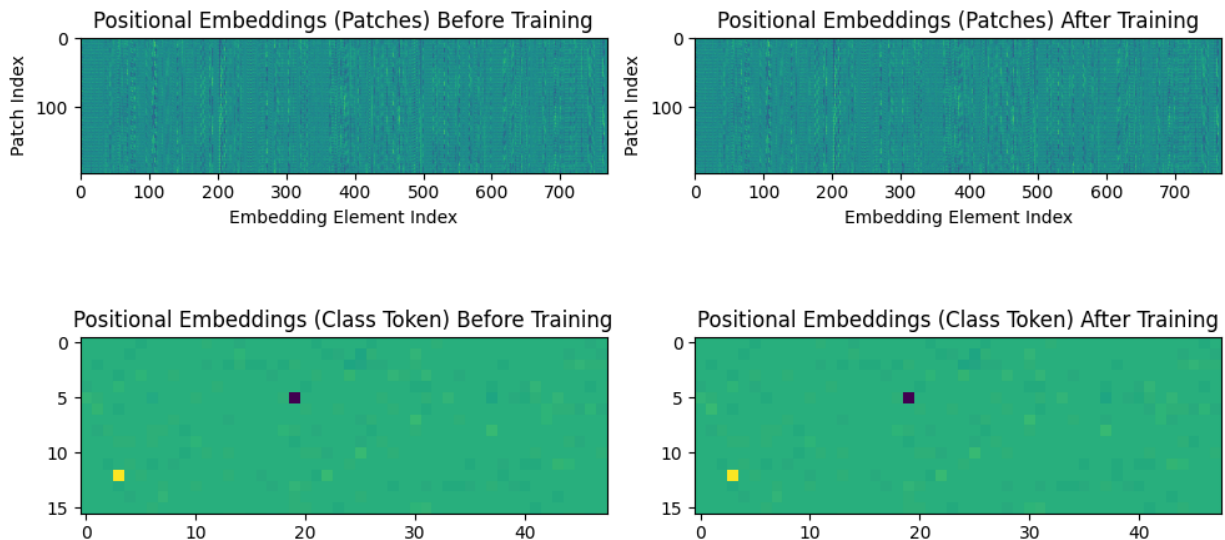 Positional Embeddings (Patches) Before Training
Patch Index
0
100
0 100 200 300 400 500 600 700
Embedding Element Index
Positional Embeddings (Patches) After Training
Patch Index
0
100
0 100 200 300 400 500 600 700
Embedding Element Index
Positional Embeddings (Class Token) Before Training
0
5
10
15
0 10 20 30 40
Positional Embeddings (Class Token) After Training
0
5
10
15
0 10 20 30 40